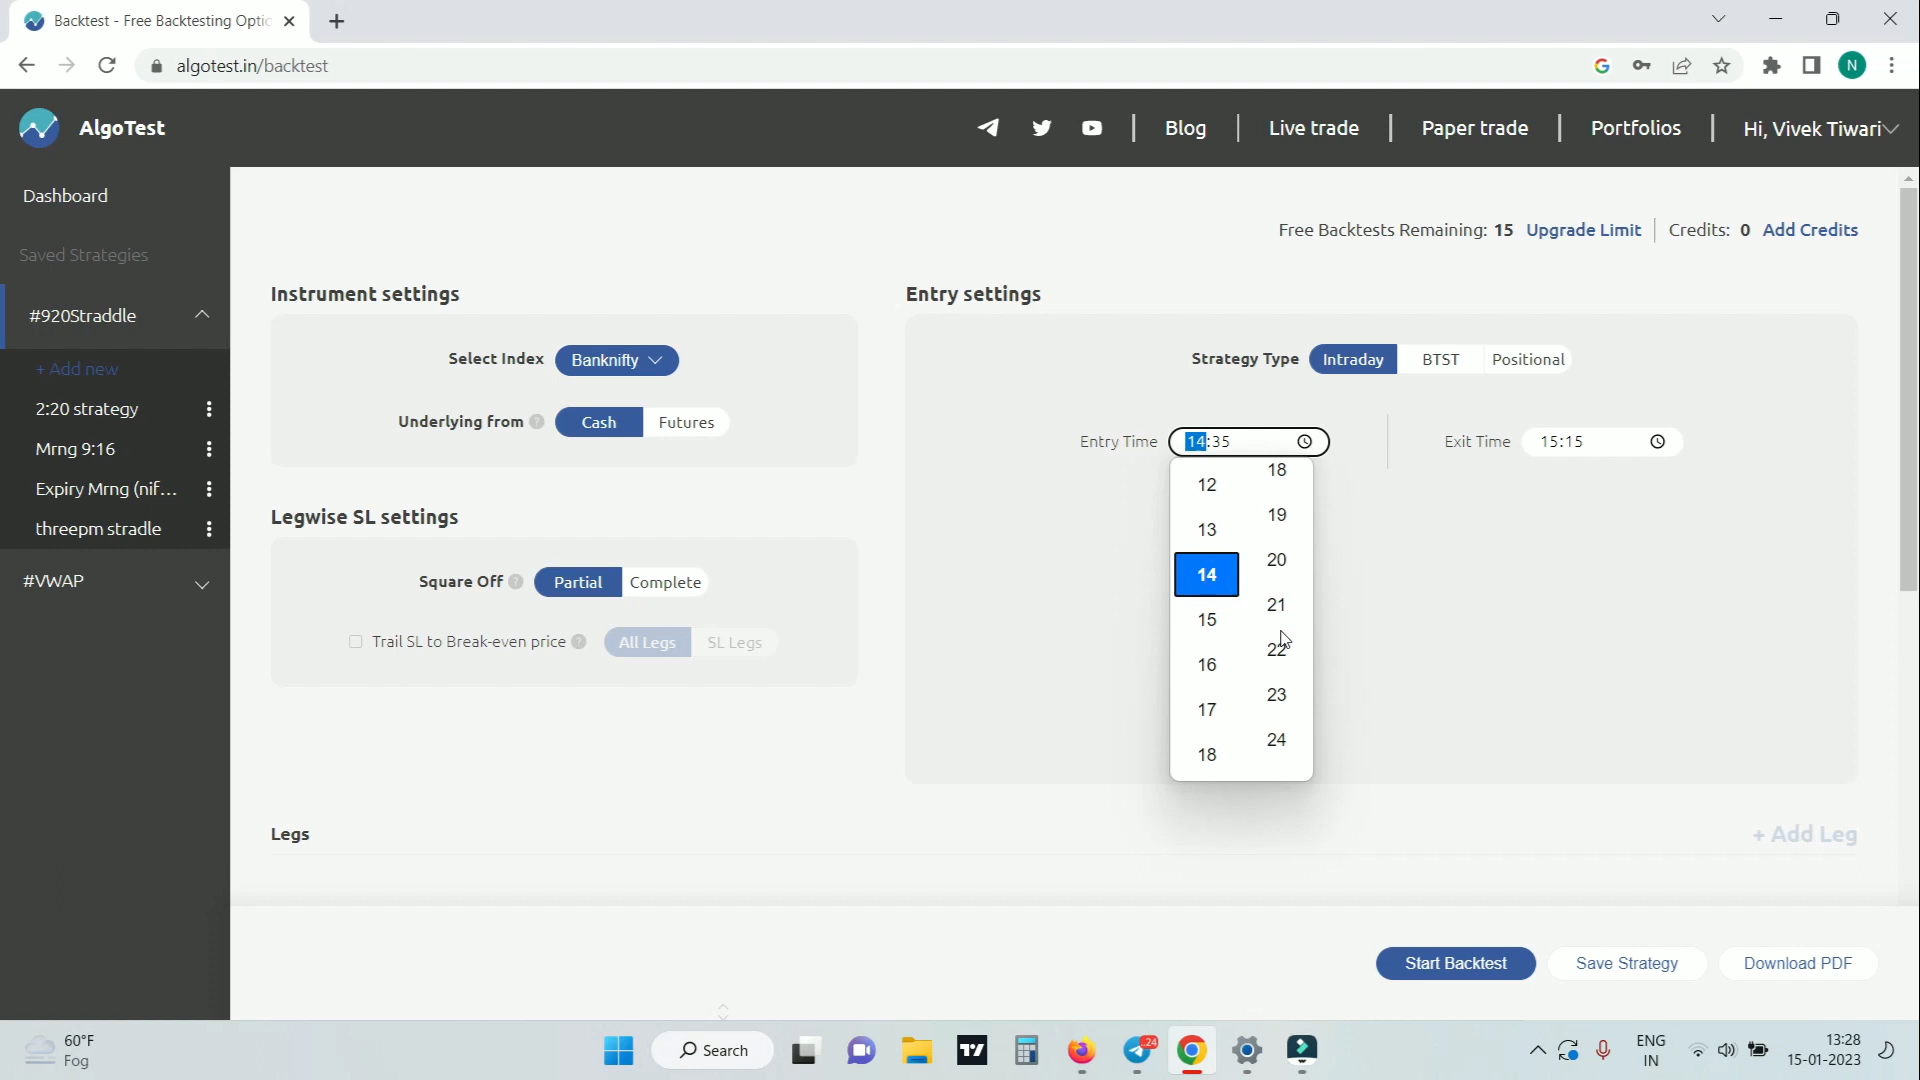 Backtest - Free Backtesting Optio
algotest.in/backtest
N
AlgoTest
Blog
Live trade
Paper trade
Portfolios
Hi, Vivek Tiwari
Dashboard
Saved Strategies
#920Straddle
+ Add new
2:20 strategy
Mrng 9:16
Expiry Mrng (nif...
threepm stradle
#VWAP
Free Backtests Remaining: 15 Upgrade Limit
Credits: 0 Add Credits
Instrument settings
Select Index Banknifty
Underlying from ? Cash Futures
Legwise SL settings
Square Off ? Partial Complete
Trail SL to Break-even price ? All Legs SL Legs
Entry settings
Strategy Type Intraday BTST Positional
Entry Time 14:35
Exit Time 15:15
12
13
14
15
16
17
18
18
19
20
21
22
23
24
Legs
+ Add Leg
Start Backtest
Save Strategy
Download PDF
60°F
Fog
Search
24
ENG
IN
13:28
15-01-2023